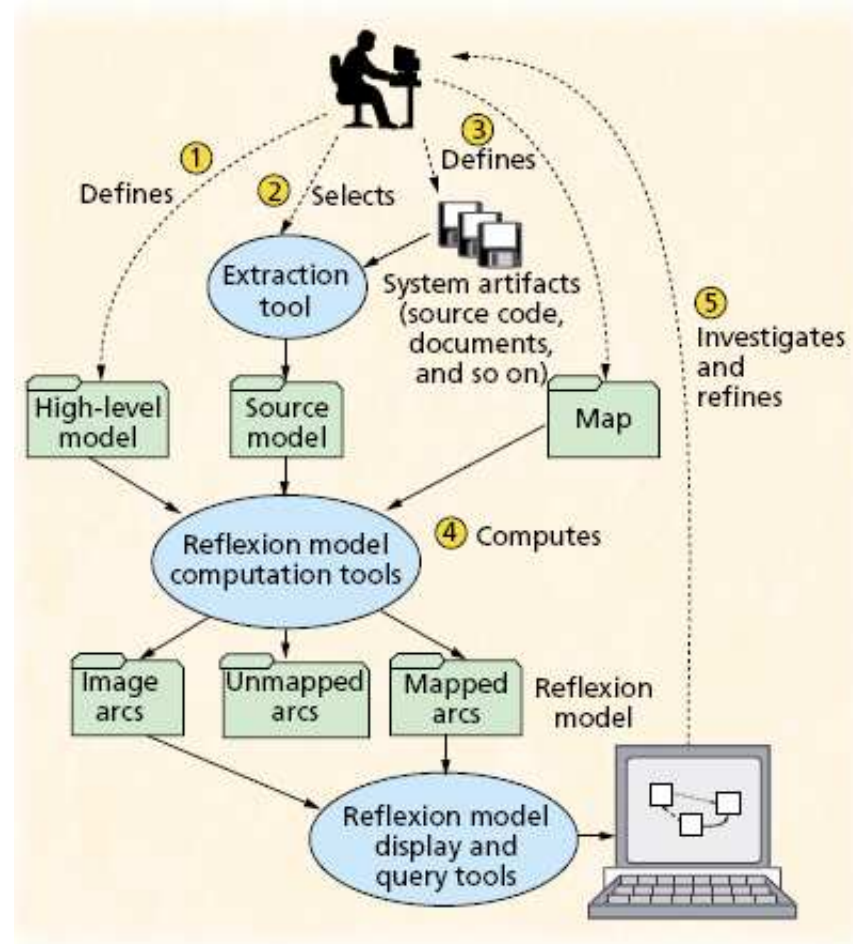 1
Defines
2
Selects
3
Defines
Extraction
tool
System artifacts
(source code,
documents,
and so on)
5
Investigates
and
refines
High-level
model
Source
model
Map
Reflexion model
computation tools
4 Computes
Image
arcs
Unmapped
arcs
Mapped
arcs
Reflexion
model
Reflexion model
display and
query tools